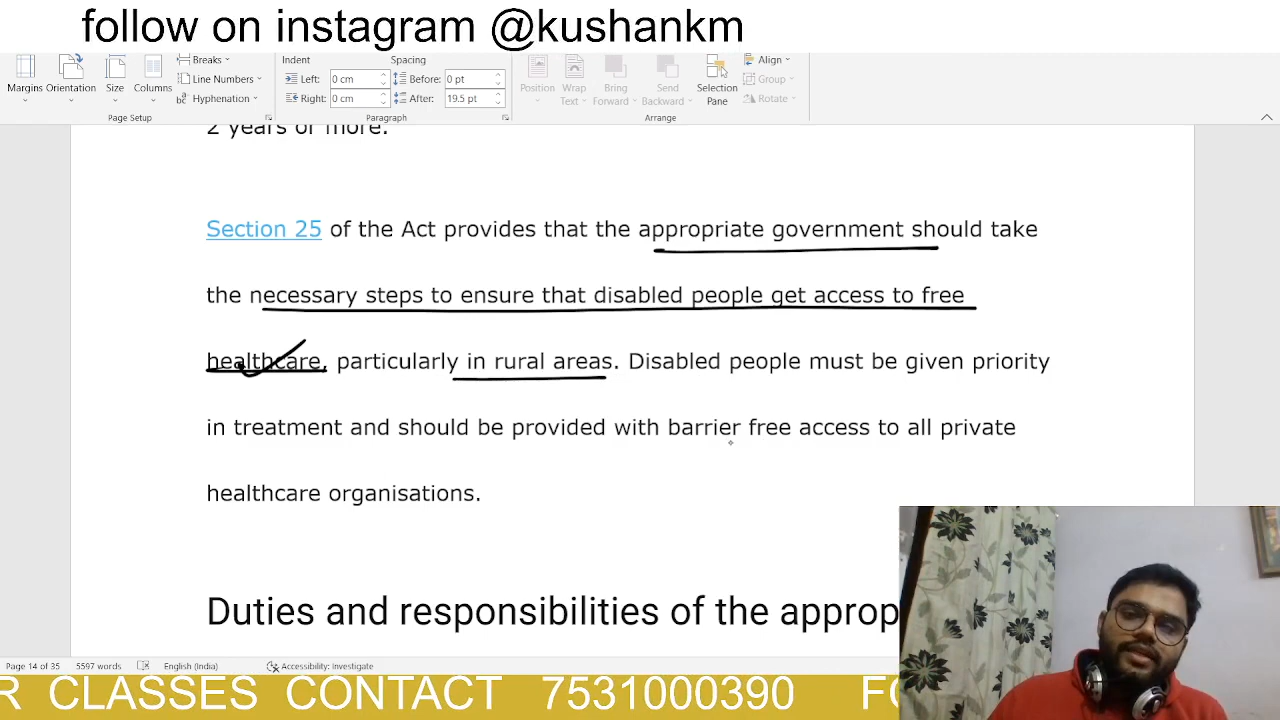 follow on instagram @kushankm
Breaks
Line Numbers
Hyphenation
Margins
Orientation
Size
Columns
Page Setup
Indent
Left: 0 cm
Right: 0 cm
Spacing
Before: 0 pt
After: 19.5 pt
Paragraph
Position
Wrap Text
Bring Forward
Send Backward
Selection Pane
Align
Group
Rotate
Arrange
2 years or more.
Section 25 of the Act provides that the appropriate government should take
the necessary steps to ensure that disabled people get access to free
healthcare, particularly in rural areas. Disabled people must be given priority
in treatment and should be provided with barrier free access to all private
healthcare organisations.
Duties and responsibilities of the approp
Page 14 of 35 5597 words English (India) Accessibility: Investigate
R CLASSES CONTACT 7531000390 FO